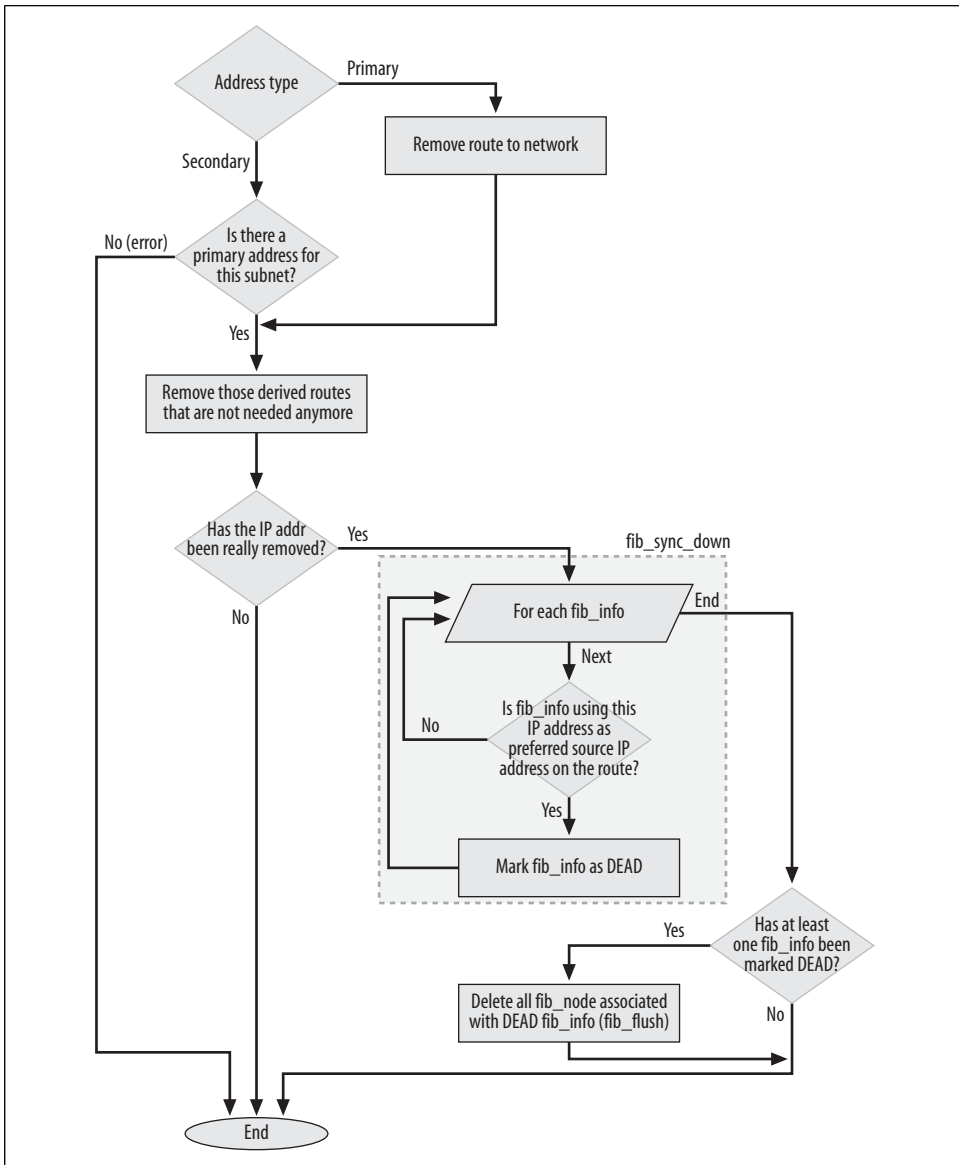 Address type
Primary
Remove route to network
Secondary
No (error)
Is there a
primary address for
this subnet?
Yes
Remove those derived routes
that are not needed anymore
Has the IP addr
been really removed?
Yes
No
fib_sync_down
For each fib_info
End
Next
Is fib_info using this
IP address as
preferred source IP
address on the route?
No
Yes
Mark fib_info as DEAD
Has at least
one fib_info been
marked DEAD?
Yes
No
Delete all fib_node associated
with DEAD fib_info (fib_flush)
End